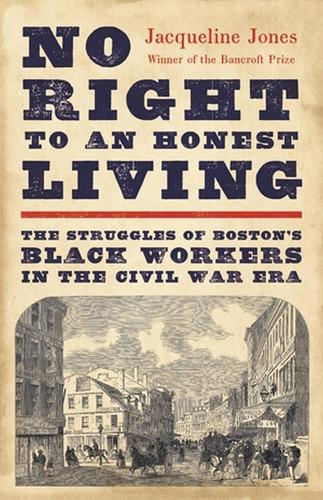 NO
Jacqueline Jones
Winner of the Bancroft Prize
RIGHT
TO AN HONEST
LIVING
THE STRUGGLES OF BOSTON'S
BLACK WORKERS
IN THE CIVIL WAR ERA